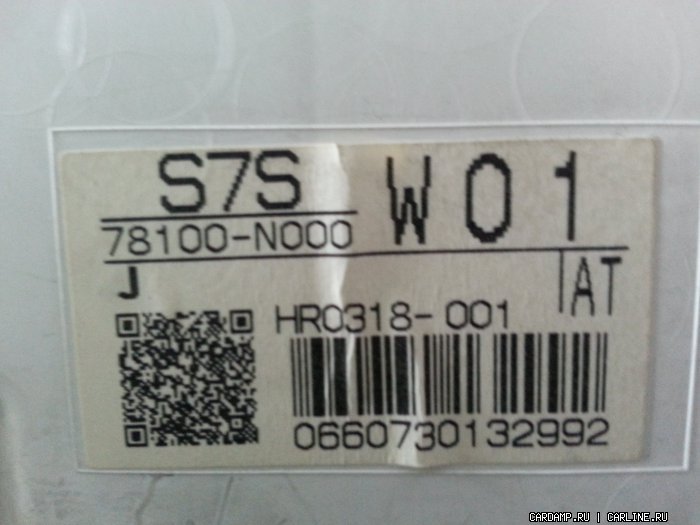 S7S W01
78100-N000
J AT
HR0318-001
0660730132992
CARDAMP.RU | CARLINE.RU